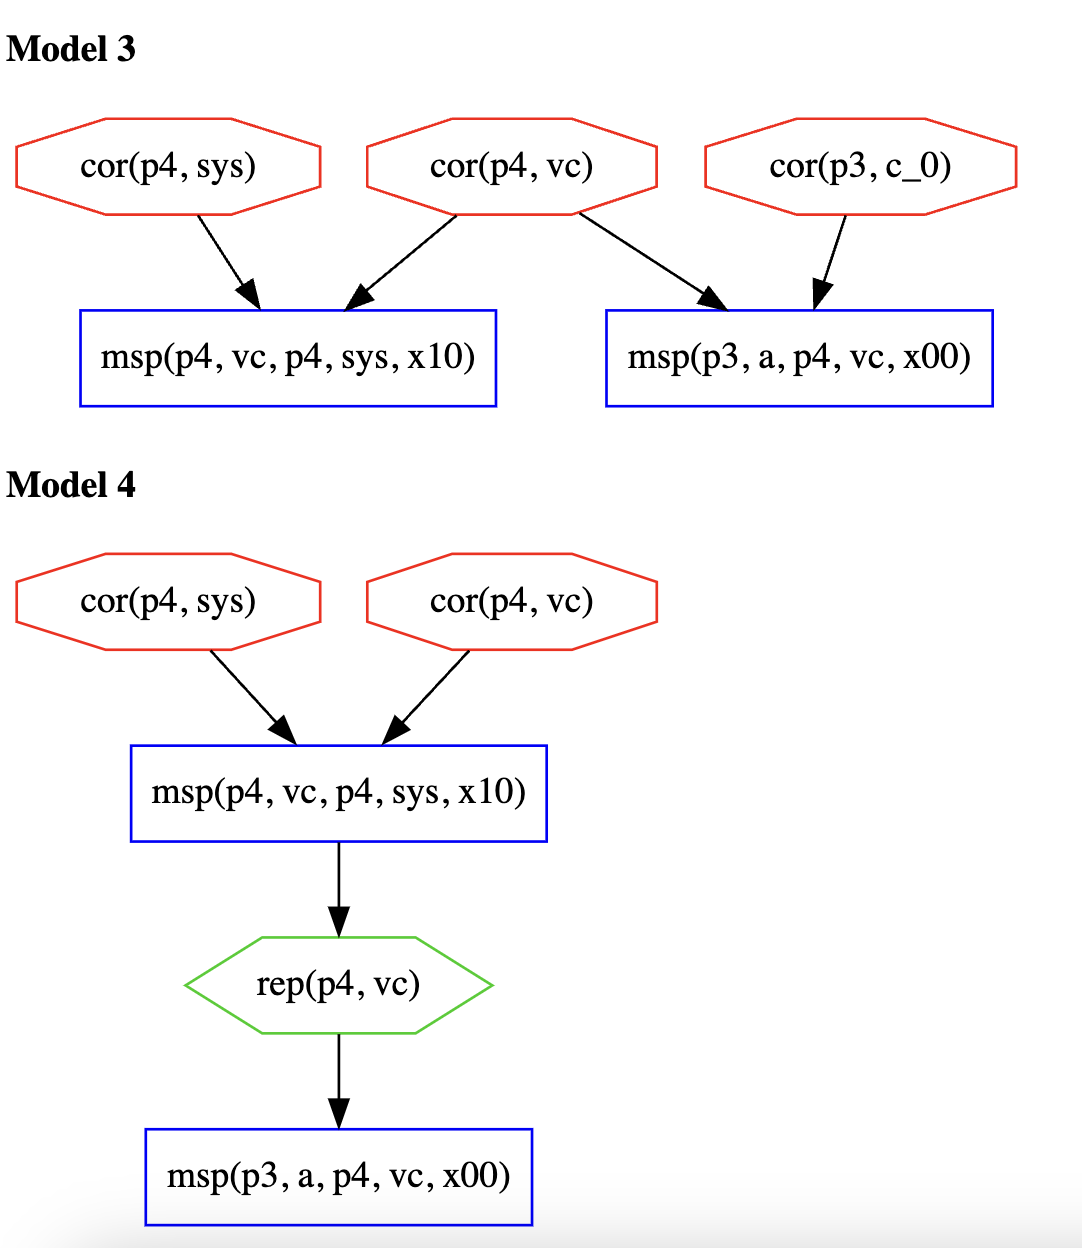 Model 3
cor(p4, sys)
cor(p4, vc)
cor(p3, c_0)
msp(p4, vc, p4, sys, x10)
msp(p3, a, p4, vc, x00)
Model 4
cor(p4, sys)
cor(p4, vc)
msp(p4, vc, p4, sys, x10)
rep(p4, vc)
msp(p3, a, p4, vc, x00)